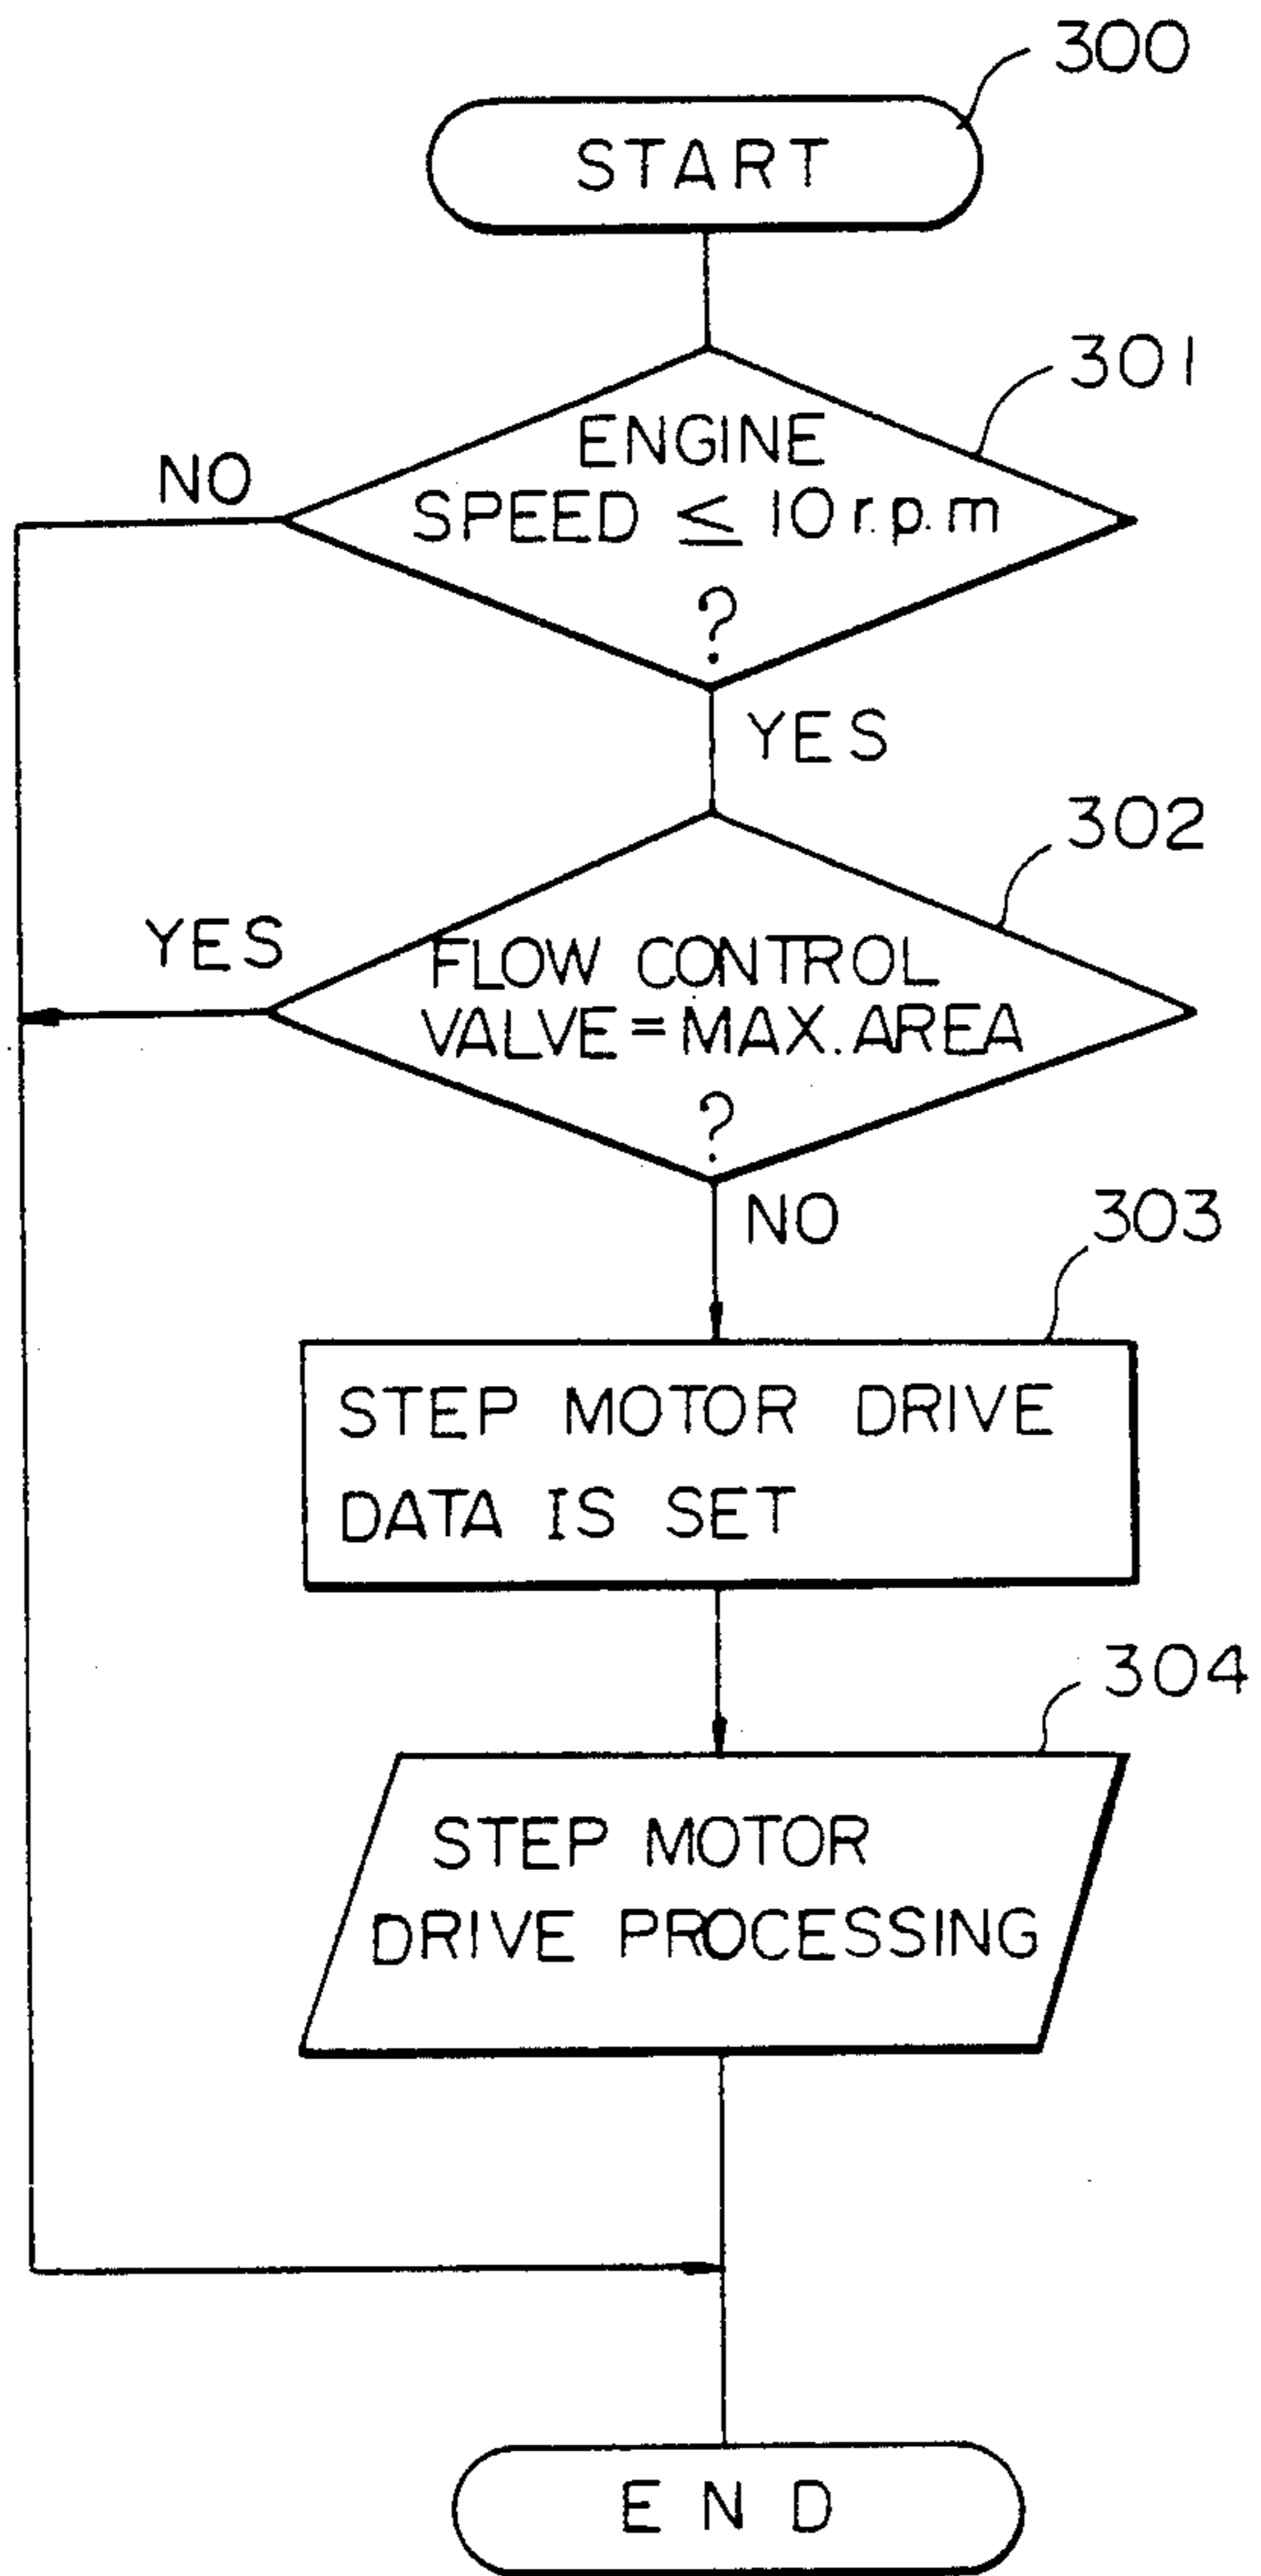 300
START
301
ENGINE
SPEED ≤ 10 r.p.m
?
NO
YES
302
FLOW CONTROL
VALVE = MAX. AREA
?
YES
NO
303
STEP MOTOR DRIVE
DATA IS SET
304
STEP MOTOR
DRIVE PROCESSING
END